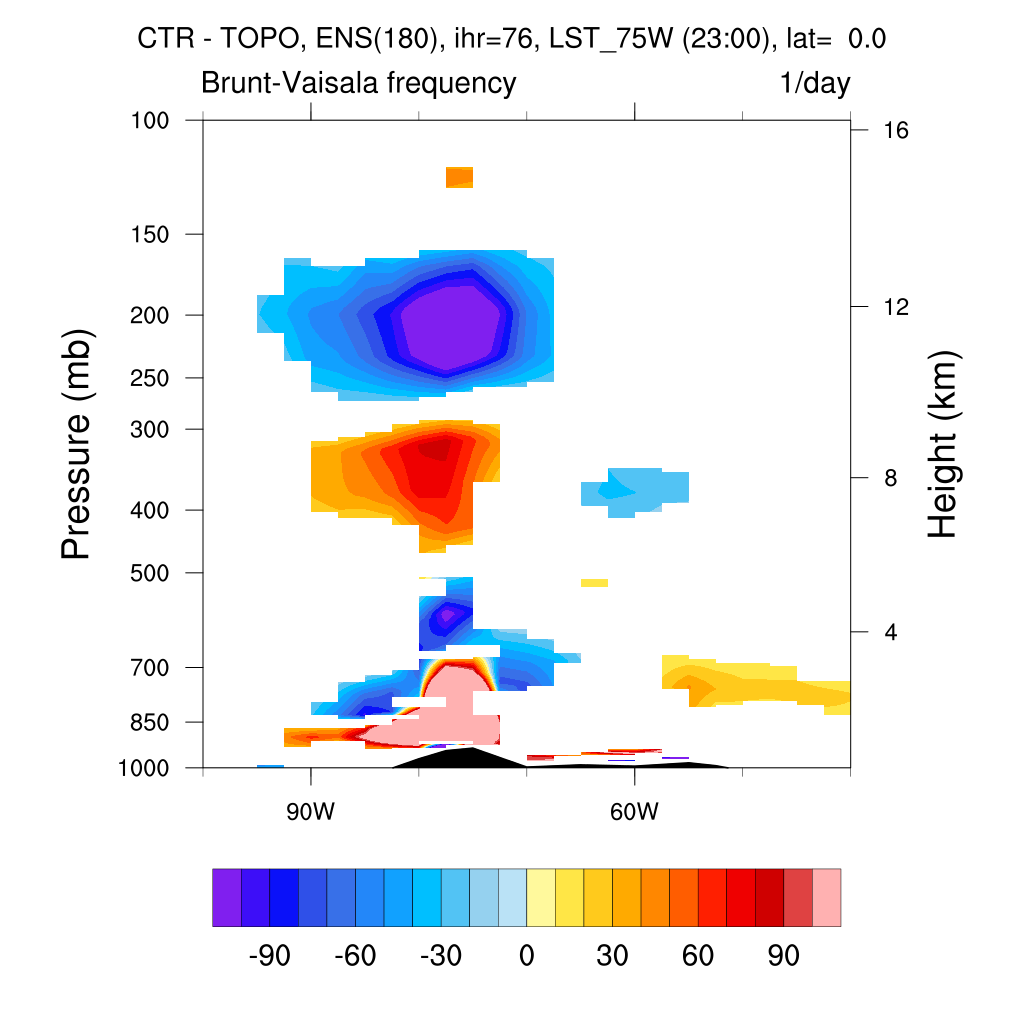 CTR - TOPO, ENS(180), ihr=76, LST_75W (23:00), lat=  0.0
Brunt-Vaisala frequency 1/day
100
150
200
250
300
400
500
700
850
1000
Pressure (mb)
16
12
8
4
Height (km)
90W 60W
-90 -60 -30 0 30 60 90